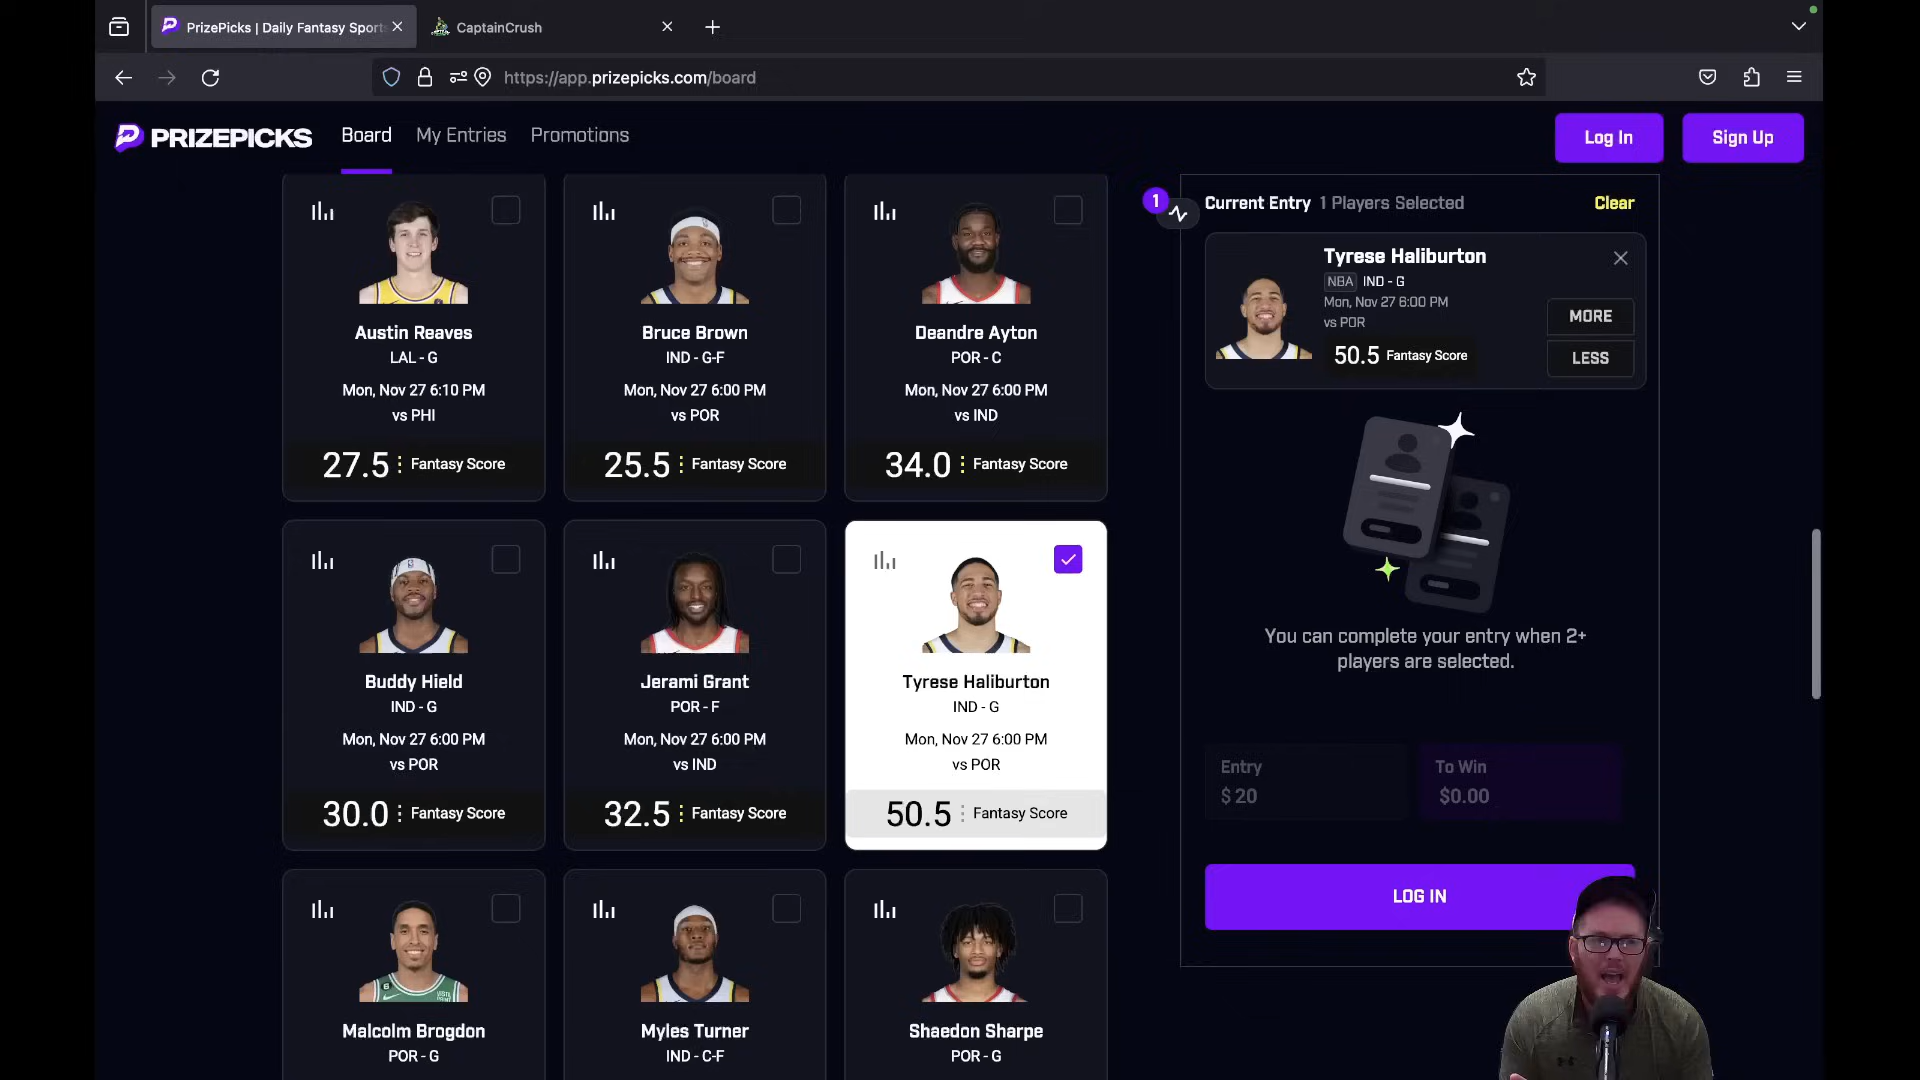 PrizePicks | Daily Fantasy Sports
CaptainCrush
https://app.prizepicks.com/board
PRIZEPICKS
Board
My Entries
Promotions
Log In
Sign Up
Austin Reaves
LAL - G
Mon, Nov 27 6:10 PM
vs PHI
27.5 Fantasy Score
Bruce Brown
IND - G-F
Mon, Nov 27 6:00 PM
vs POR
25.5 Fantasy Score
Deandre Ayton
POR - C
Mon, Nov 27 6:00 PM
vs IND
34.0 Fantasy Score
Buddy Hield
IND - G
Mon, Nov 27 6:00 PM
vs POR
30.0 Fantasy Score
Jerami Grant
POR - F
Mon, Nov 27 6:00 PM
vs IND
32.5 Fantasy Score
Tyrese Haliburton
IND - G
Mon, Nov 27 6:00 PM
vs POR
50.5 Fantasy Score
Malcolm Brogdon
POR - G
Myles Turner
IND - C-F
Shaedon Sharpe
POR - G
1
Current Entry 1 Players Selected
Clear
Tyrese Haliburton
NBA IND - G
Mon, Nov 27 6:00 PM
vs POR
50.5 Fantasy Score
MORE
LESS
You can complete your entry when 2+
players are selected.
Entry
$ 20
To Win
$0.00
LOG IN